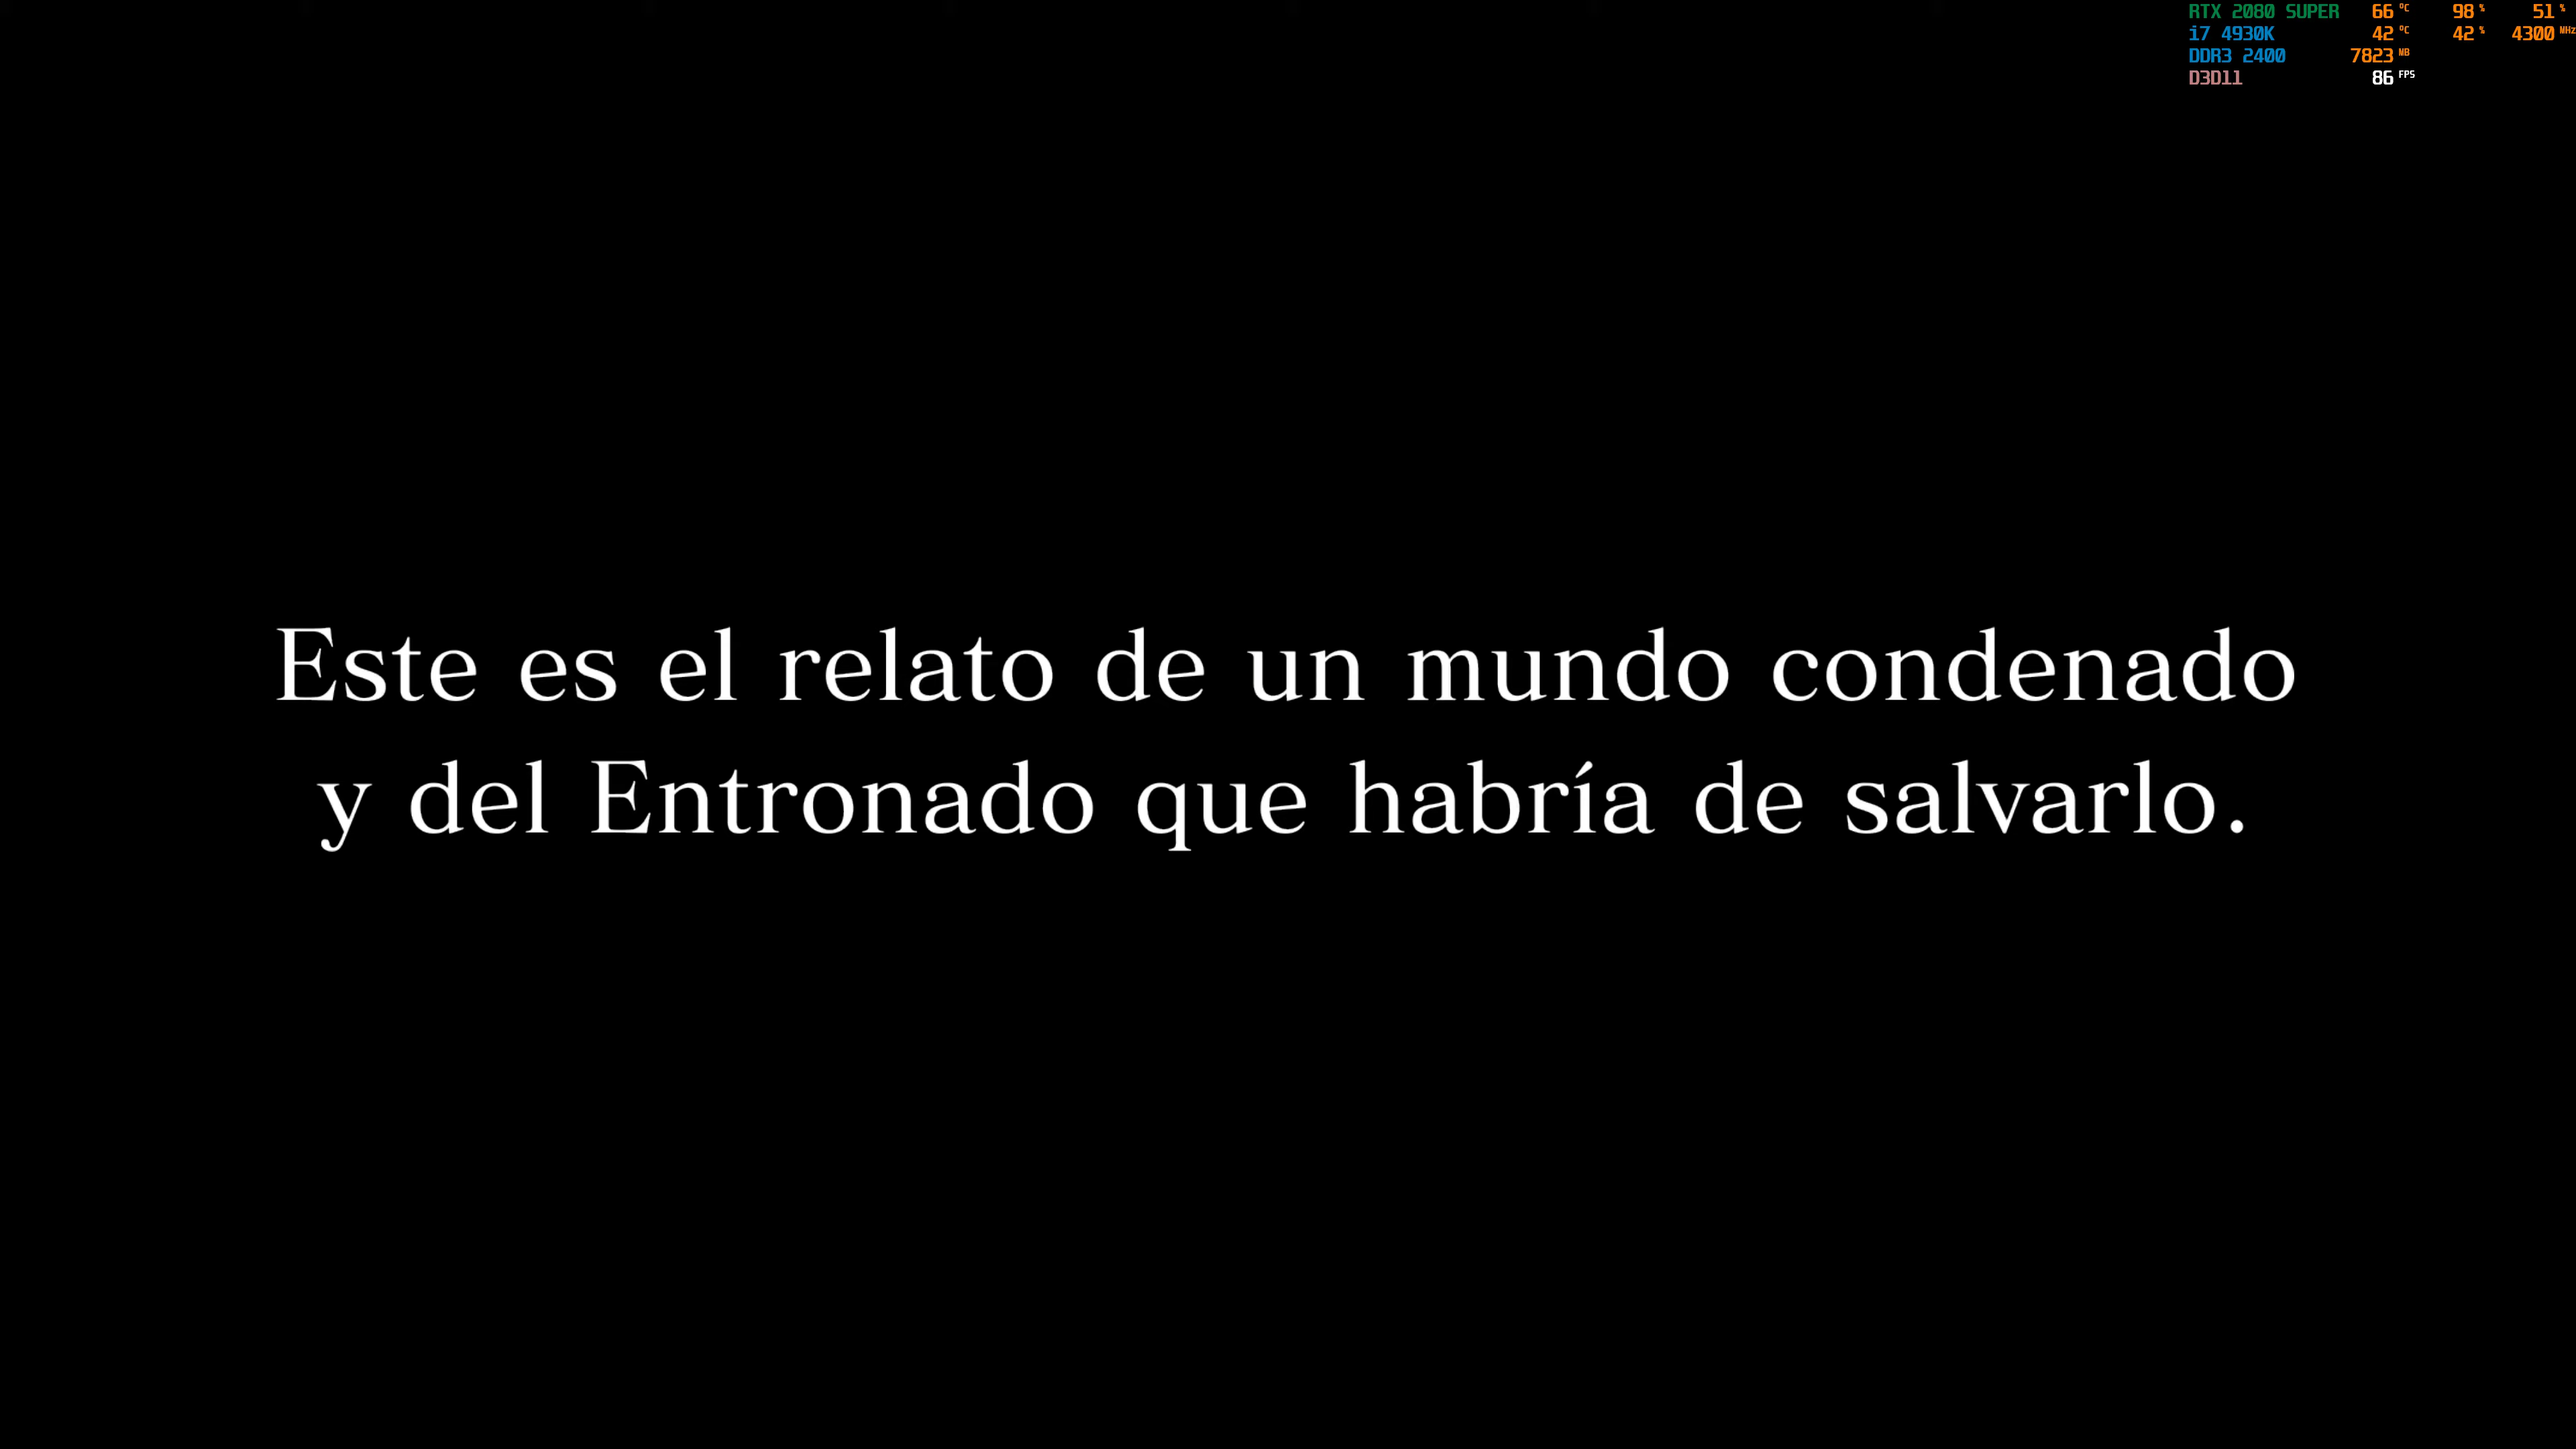 RTX 2080 SUPER 66 °C 98 % 51 %
i7 4930K 42 °C 42 % 4300 MHz
DDR3 2400 7823 MB
D3D11 86 FPS
Este es el relato de un mundo condenado
y del Entronado que habría de salvarlo.